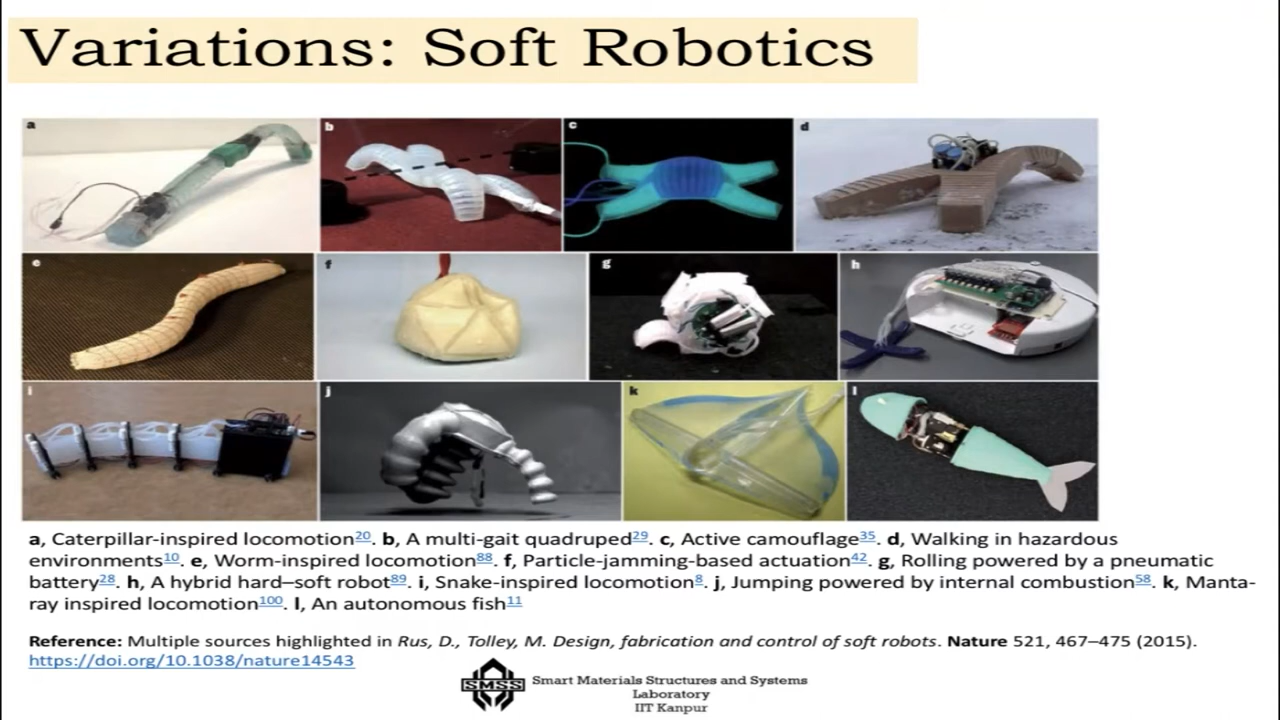 Variations: Soft Robotics
a
b
c
d
e
f
g
h
i
j
k
l
a, Caterpillar-inspired locomotion20. b, A multi-gait quadruped29. c, Active camouflage35. d, Walking in hazardous
environments10. e, Worm-inspired locomotion88. f, Particle-jamming-based actuation42. g, Rolling powered by a pneumatic
battery28. h, A hybrid hard–soft robot89. i, Snake-inspired locomotion8. j, Jumping powered by internal combustion58. k, Manta-
ray inspired locomotion100. l, An autonomous fish11
Reference: Multiple sources highlighted in Rus, D., Tolley, M. Design, fabrication and control of soft robots. Nature 521, 467–475 (2015).
https://doi.org/10.1038/nature14543
SMSS
Smart Materials Structures and Systems
Laboratory
IIT Kanpur